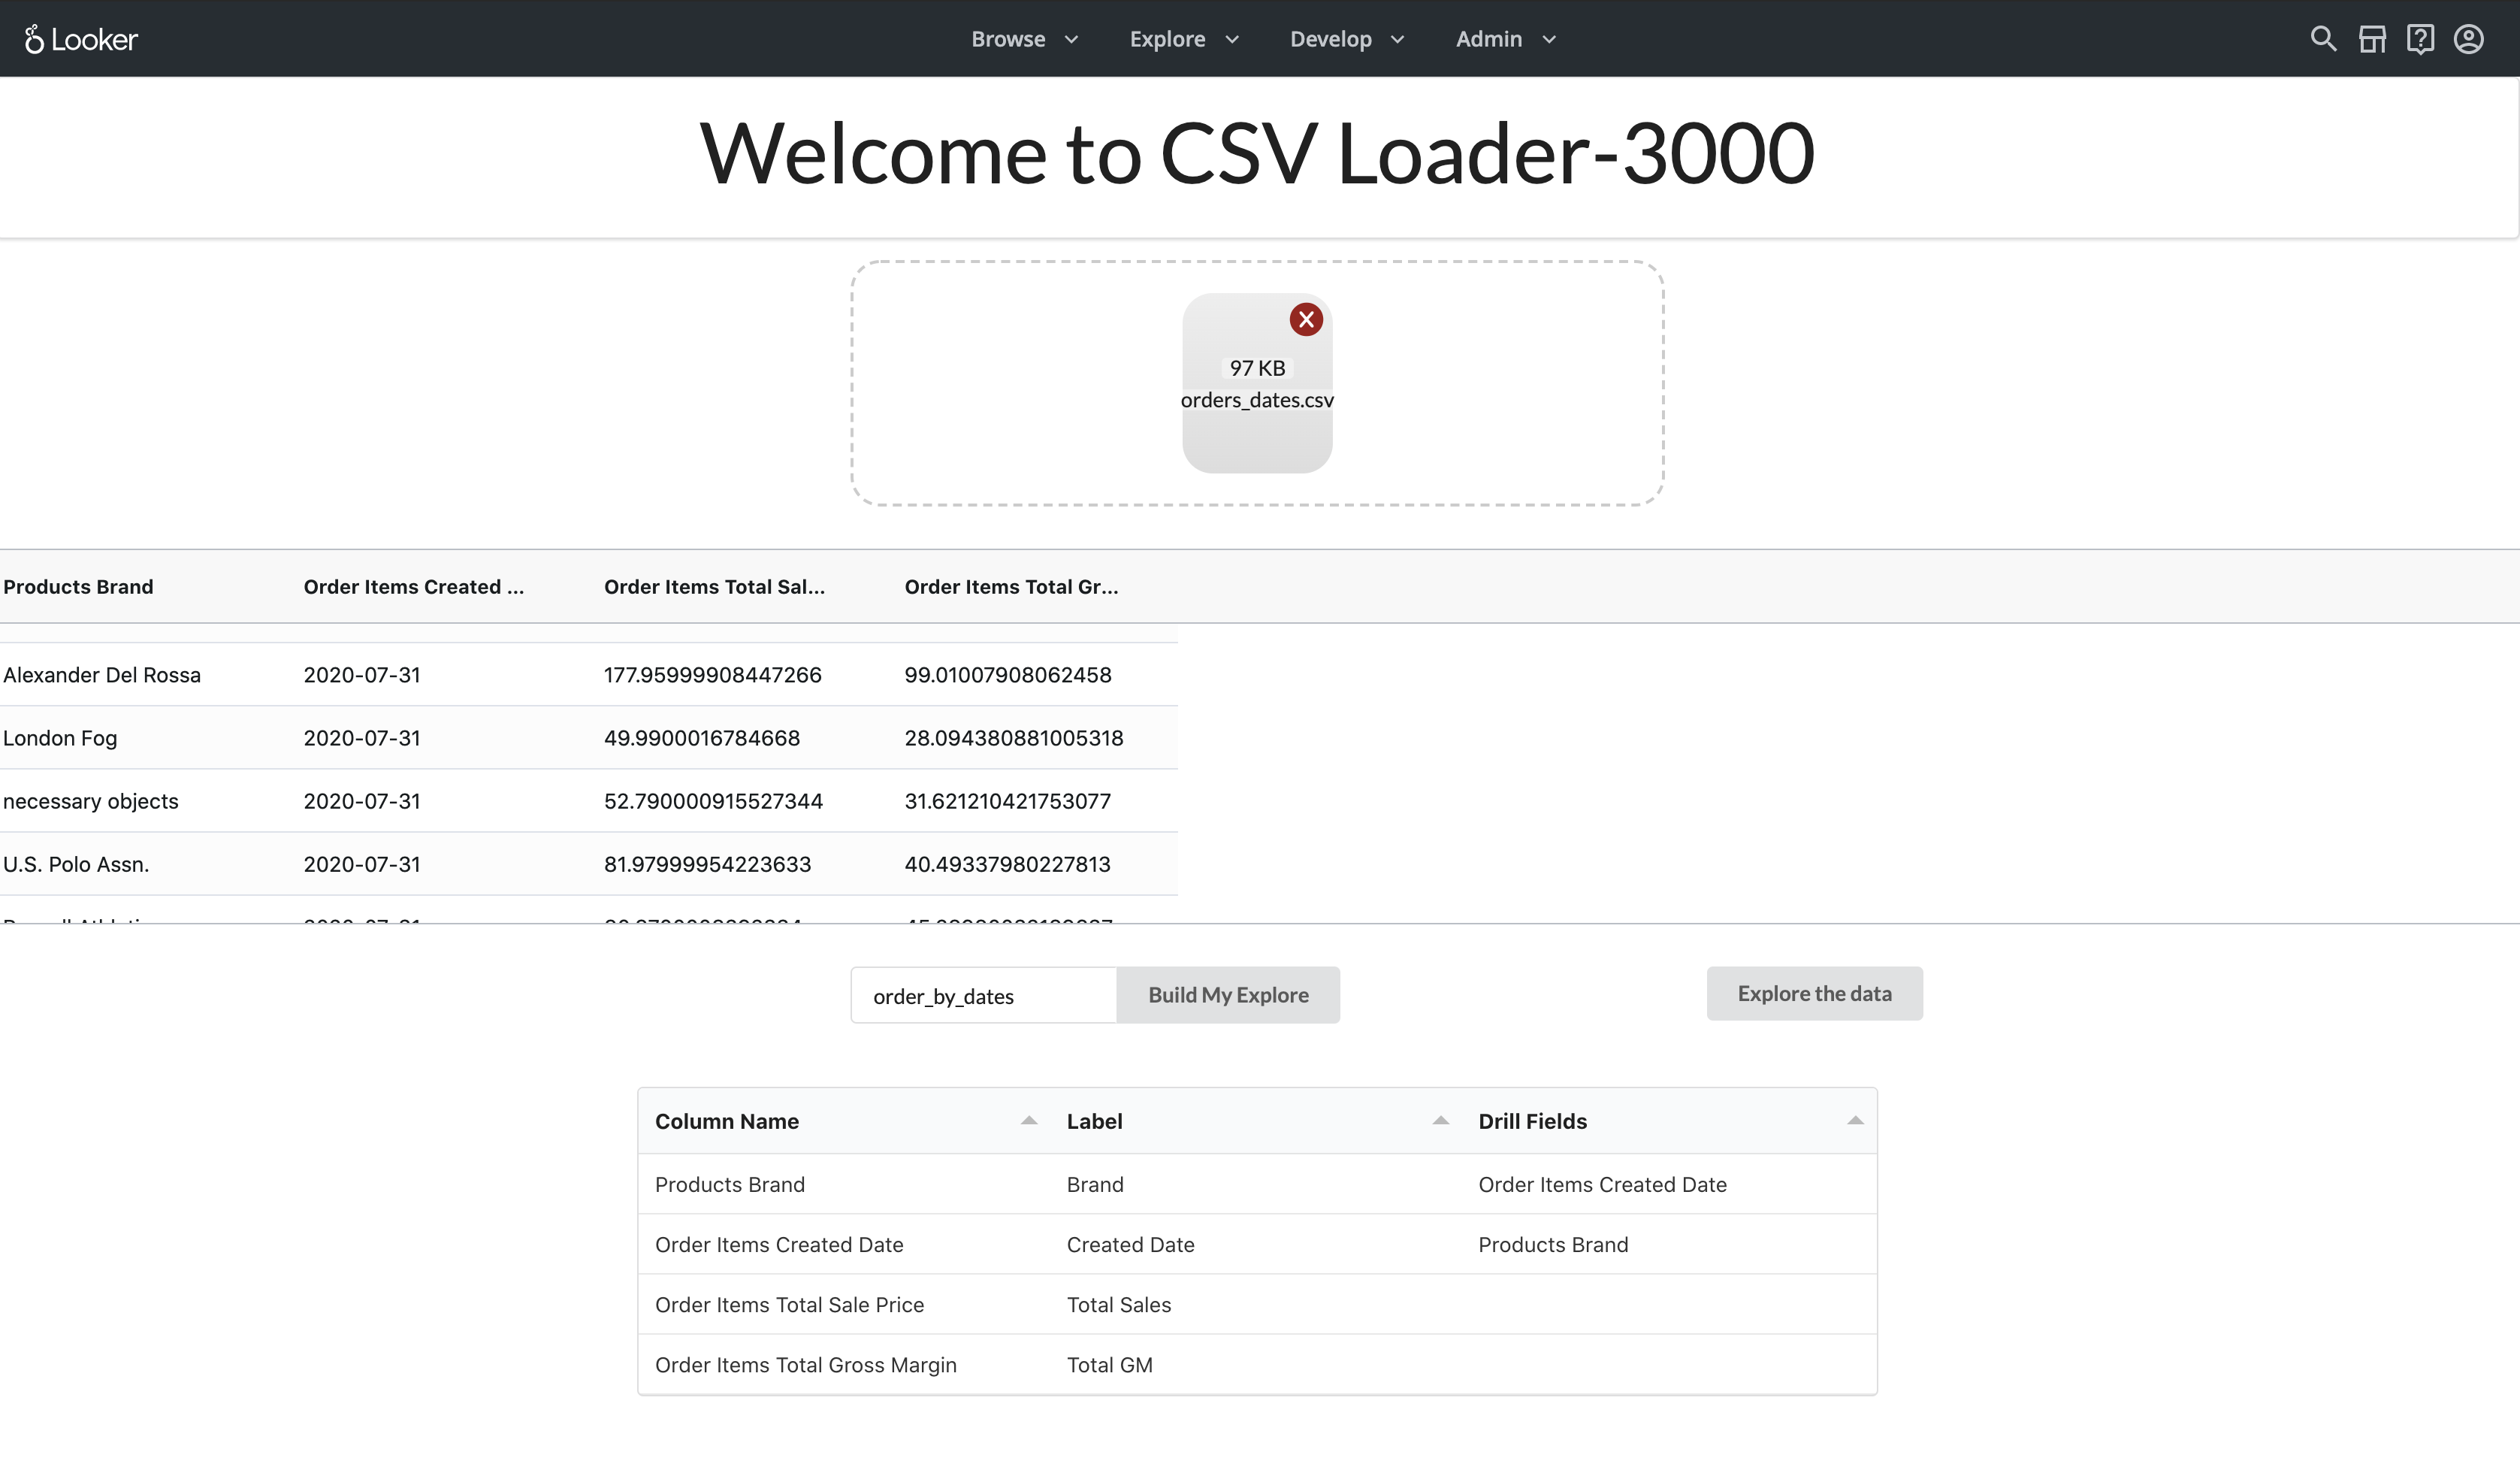 Looker Browse Explore Develop Admin
Welcome to CSV Loader-3000
97 KB
orders_dates.csv
Products Brand Order Items Created ... Order Items Total Sal... Order Items Total Gr...
Alexander Del Rossa 2020-07-31 177.95999908447266 99.01007908062458
London Fog 2020-07-31 49.9900016784668 28.094380881005318
necessary objects 2020-07-31 52.790000915527344 31.621210421753077
U.S. Polo Assn. 2020-07-31 81.97999954223633 40.49337980227813
order_by_dates Build My Explore Explore the data
Column Name Label Drill Fields
Products Brand Brand Order Items Created Date
Order Items Created Date Created Date Products Brand
Order Items Total Sale Price Total Sales
Order Items Total Gross Margin Total GM